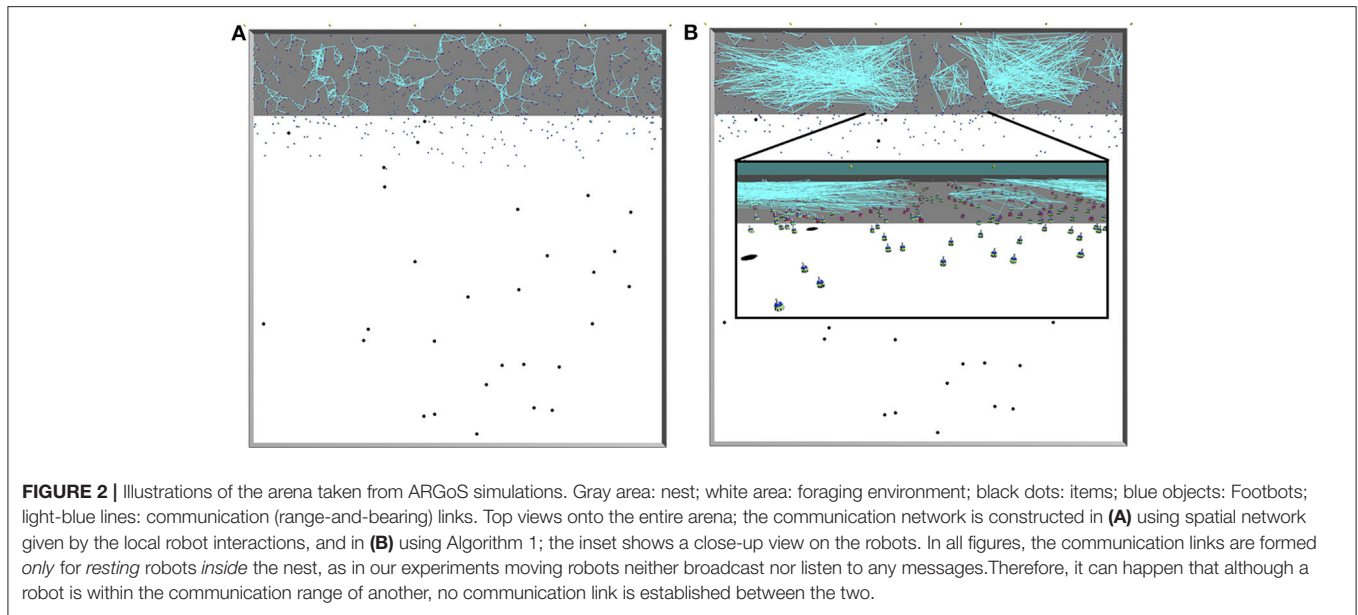 A
B
FIGURE 2 | Illustrations of the arena taken from ARGoS simulations. Gray area: nest; white area: foraging environment; black dots: items; blue objects: Footbots;
light-blue lines: communication (range-and-bearing) links. Top views onto the entire arena; the communication network is constructed in (A) using spatial network
given by the local robot interactions, and in (B) using Algorithm 1; the inset shows a close-up view on the robots. In all figures, the communication links are formed
only for resting robots inside the nest, as in our experiments moving robots neither broadcast nor listen to any messages.Therefore, it can happen that although a
robot is within the communication range of another, no communication link is established between the two.